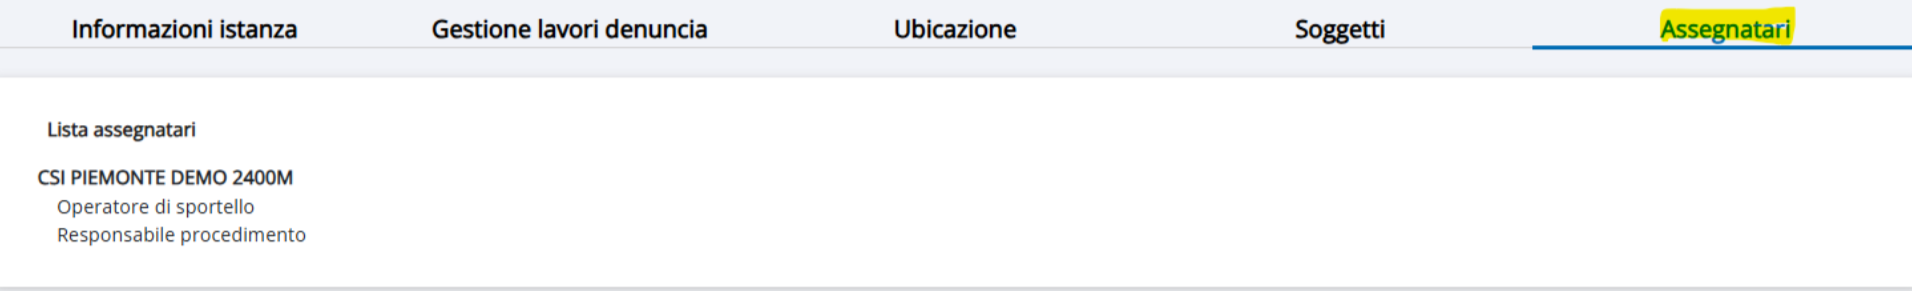 Informazioni istanza Gestione lavori denuncia Ubicazione Soggetti Assegnatari
Lista assegnatari
CSI PIEMONTE DEMO 2400M
Operatore di sportello
Responsabile procedimento